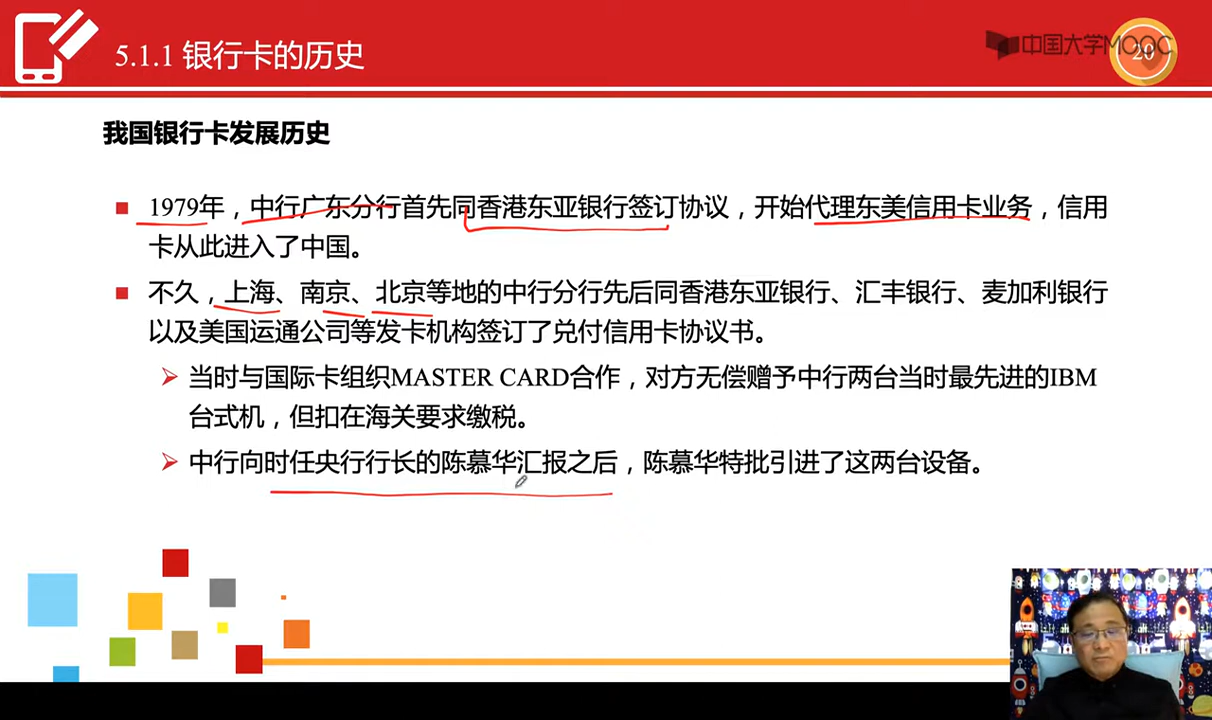 5.1.1 银行卡的历史
中国大学MOOC
20
我国银行卡发展历史
1979年，中行广东分行首先同香港东亚银行签订协议，开始代理东美信用卡业务，信用
卡从此进入了中国。
不久，上海、南京、北京等地的中行分行先后同香港东亚银行、汇丰银行、麦加利银行
以及美国运通公司等发卡机构签订了兑付信用卡协议书。
当时与国际卡组织MASTER CARD合作，对方无偿赠予中行两台当时最先进的IBM
台式机，但扣在海关要求缴税。
中行向时任央行行长的陈慕华汇报之后，陈慕华特批引进了这两台设备。